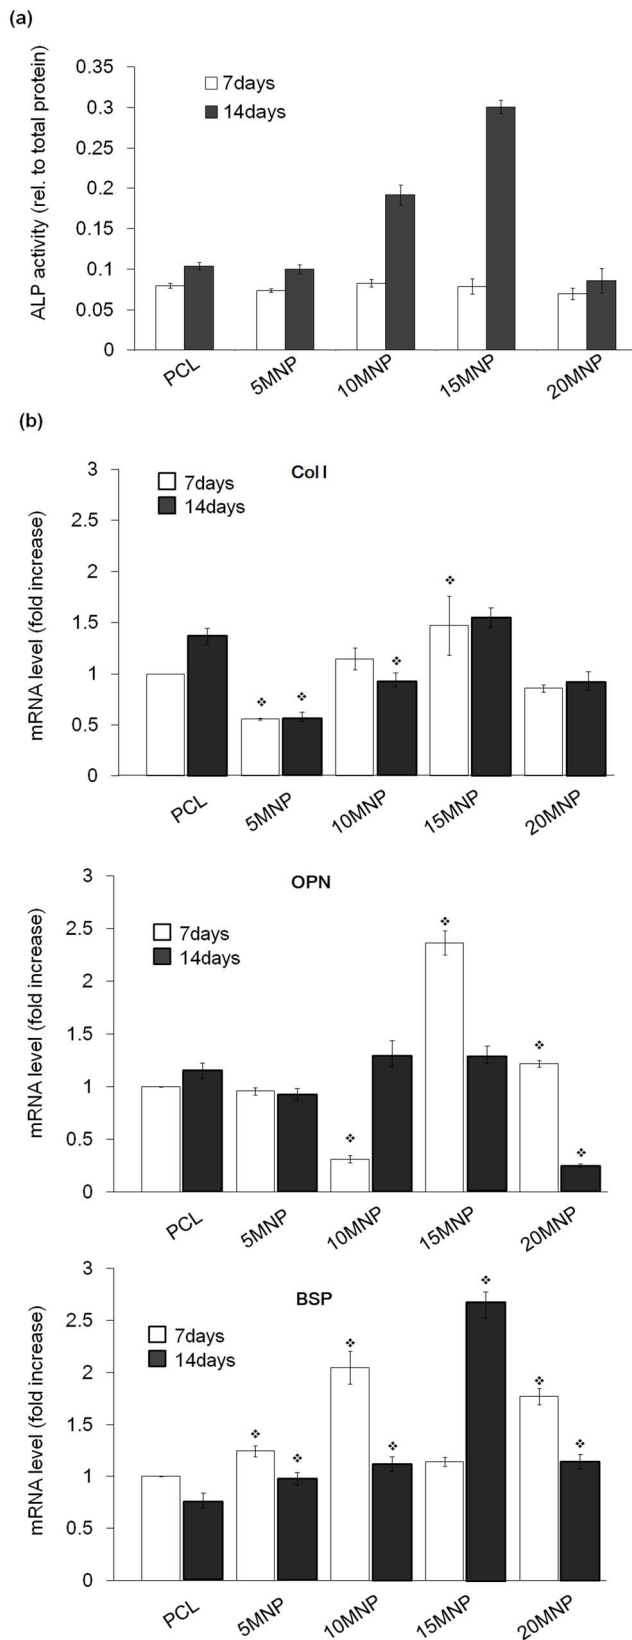 (a)
ALP activity (rel. to total protein)
0.35
0.3
0.25
0.2
0.15
0.1
0.05
0
7days
14days
PCL
5MNP
10MNP
15MNP
20MNP
(b)
Col I
mRNA level (fold increase)
3
2.5
2
1.5
1
0.5
0
7days
14days
PCL
5MNP
10MNP
15MNP
20MNP
OPN
mRNA level (fold increase)
3
2.5
2
1.5
1
0.5
0
7days
14days
PCL
5MNP
10MNP
15MNP
20MNP
BSP
mRNA level (fold increase)
3
2.5
2
1.5
1
0.5
0
7days
14days
PCL
5MNP
10MNP
15MNP
20MNP